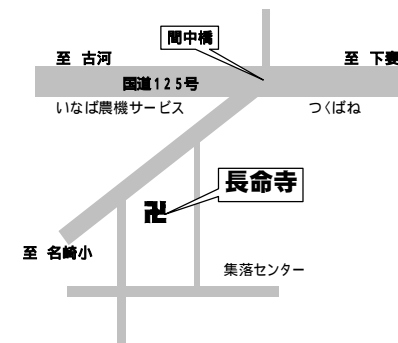 間中橋
至 古河
至 下妻
国道125号
いなば農機サービス
つくばね
長命寺
卍
至 名崎小
集落センター